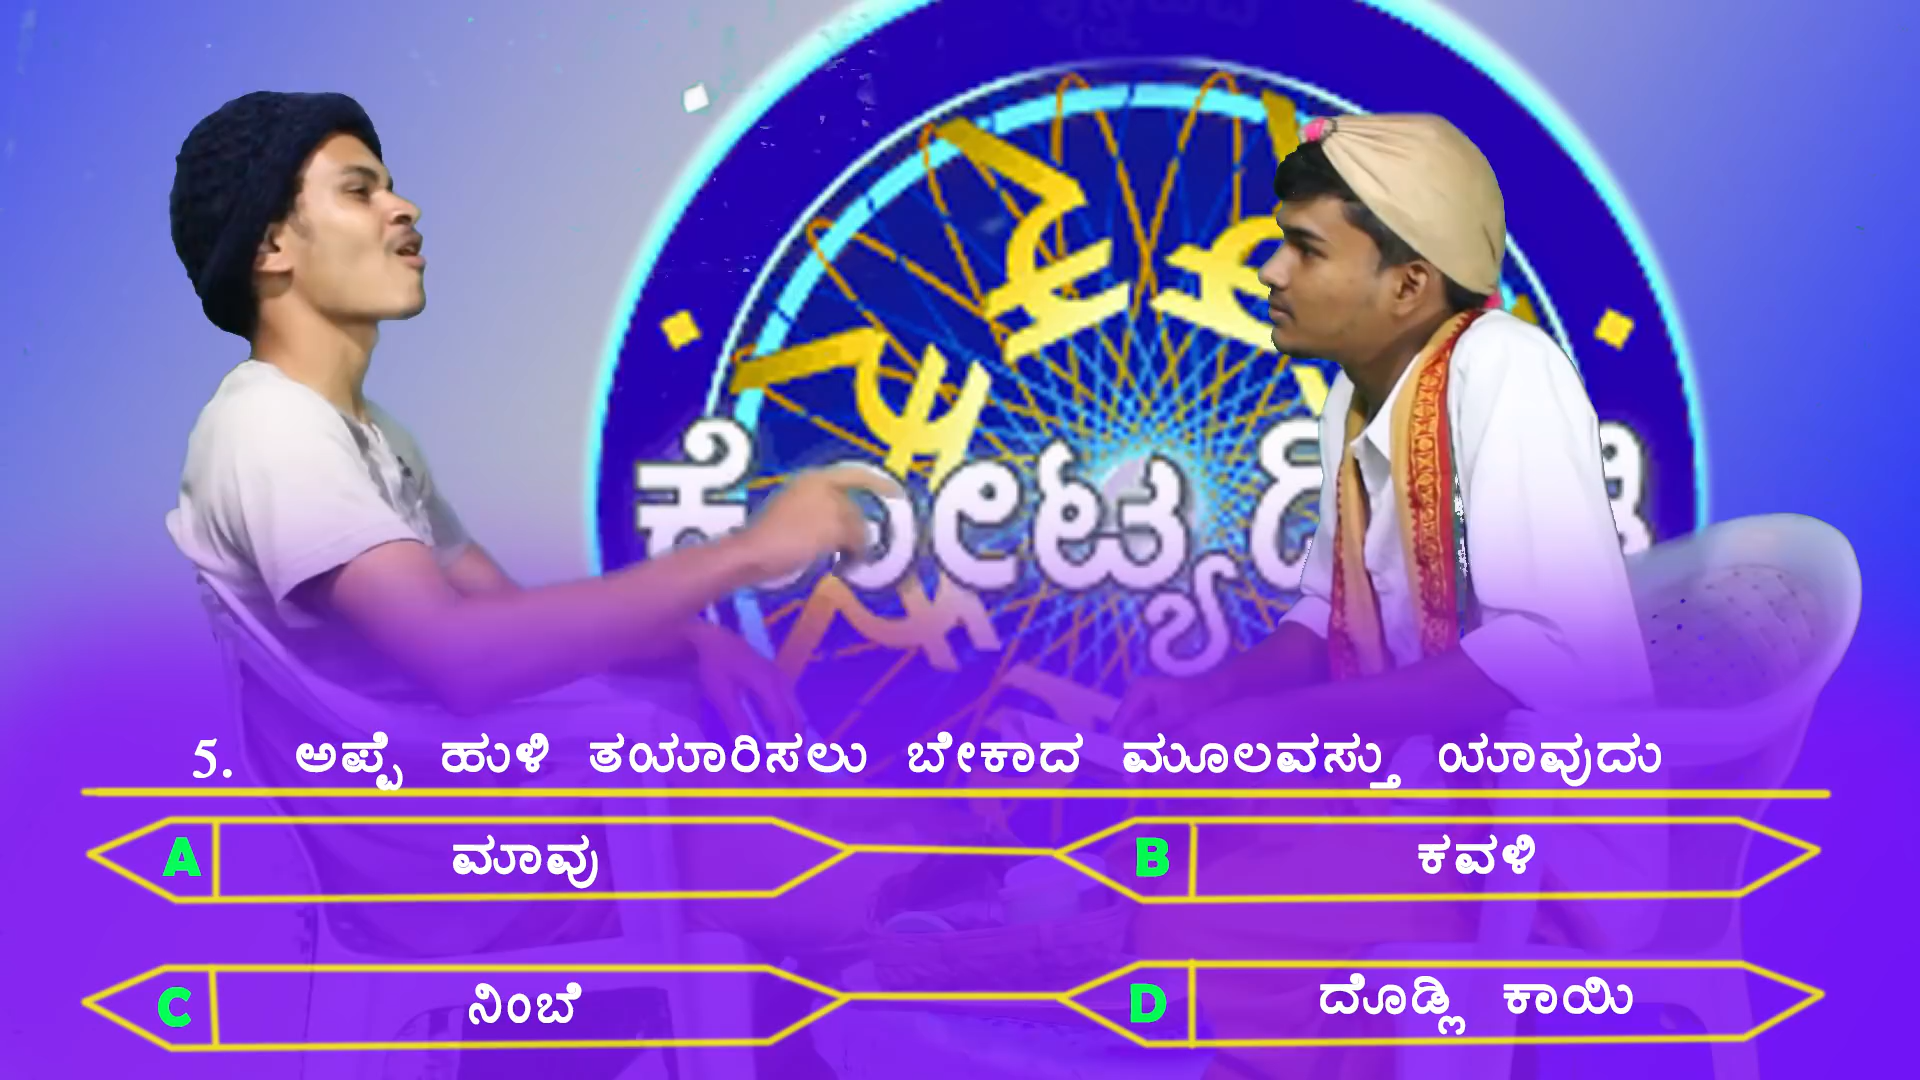 ಕೋಟ್ಯ
5. ಅಪ್ಪೆ ಹುಳಿ ತಯಾರಿಸಲು ಬೇಕಾದ ಮೂಲವಸ್ತು ಯಾವುದು
A ಮಾವು
B ಕವಳಿ
C ನಿಂಬೆ
D ದೊಡ್ಲಿ ಕಾಯಿ